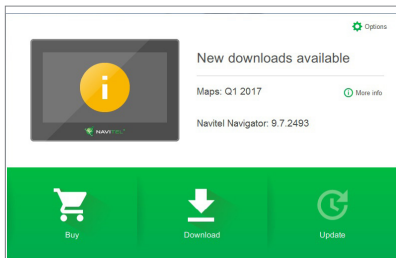 Options
New downloads available
Maps: Q1 2017
More info
NAVITEL
Navitel Navigator: 9.7.2493
Buy
Download
Update